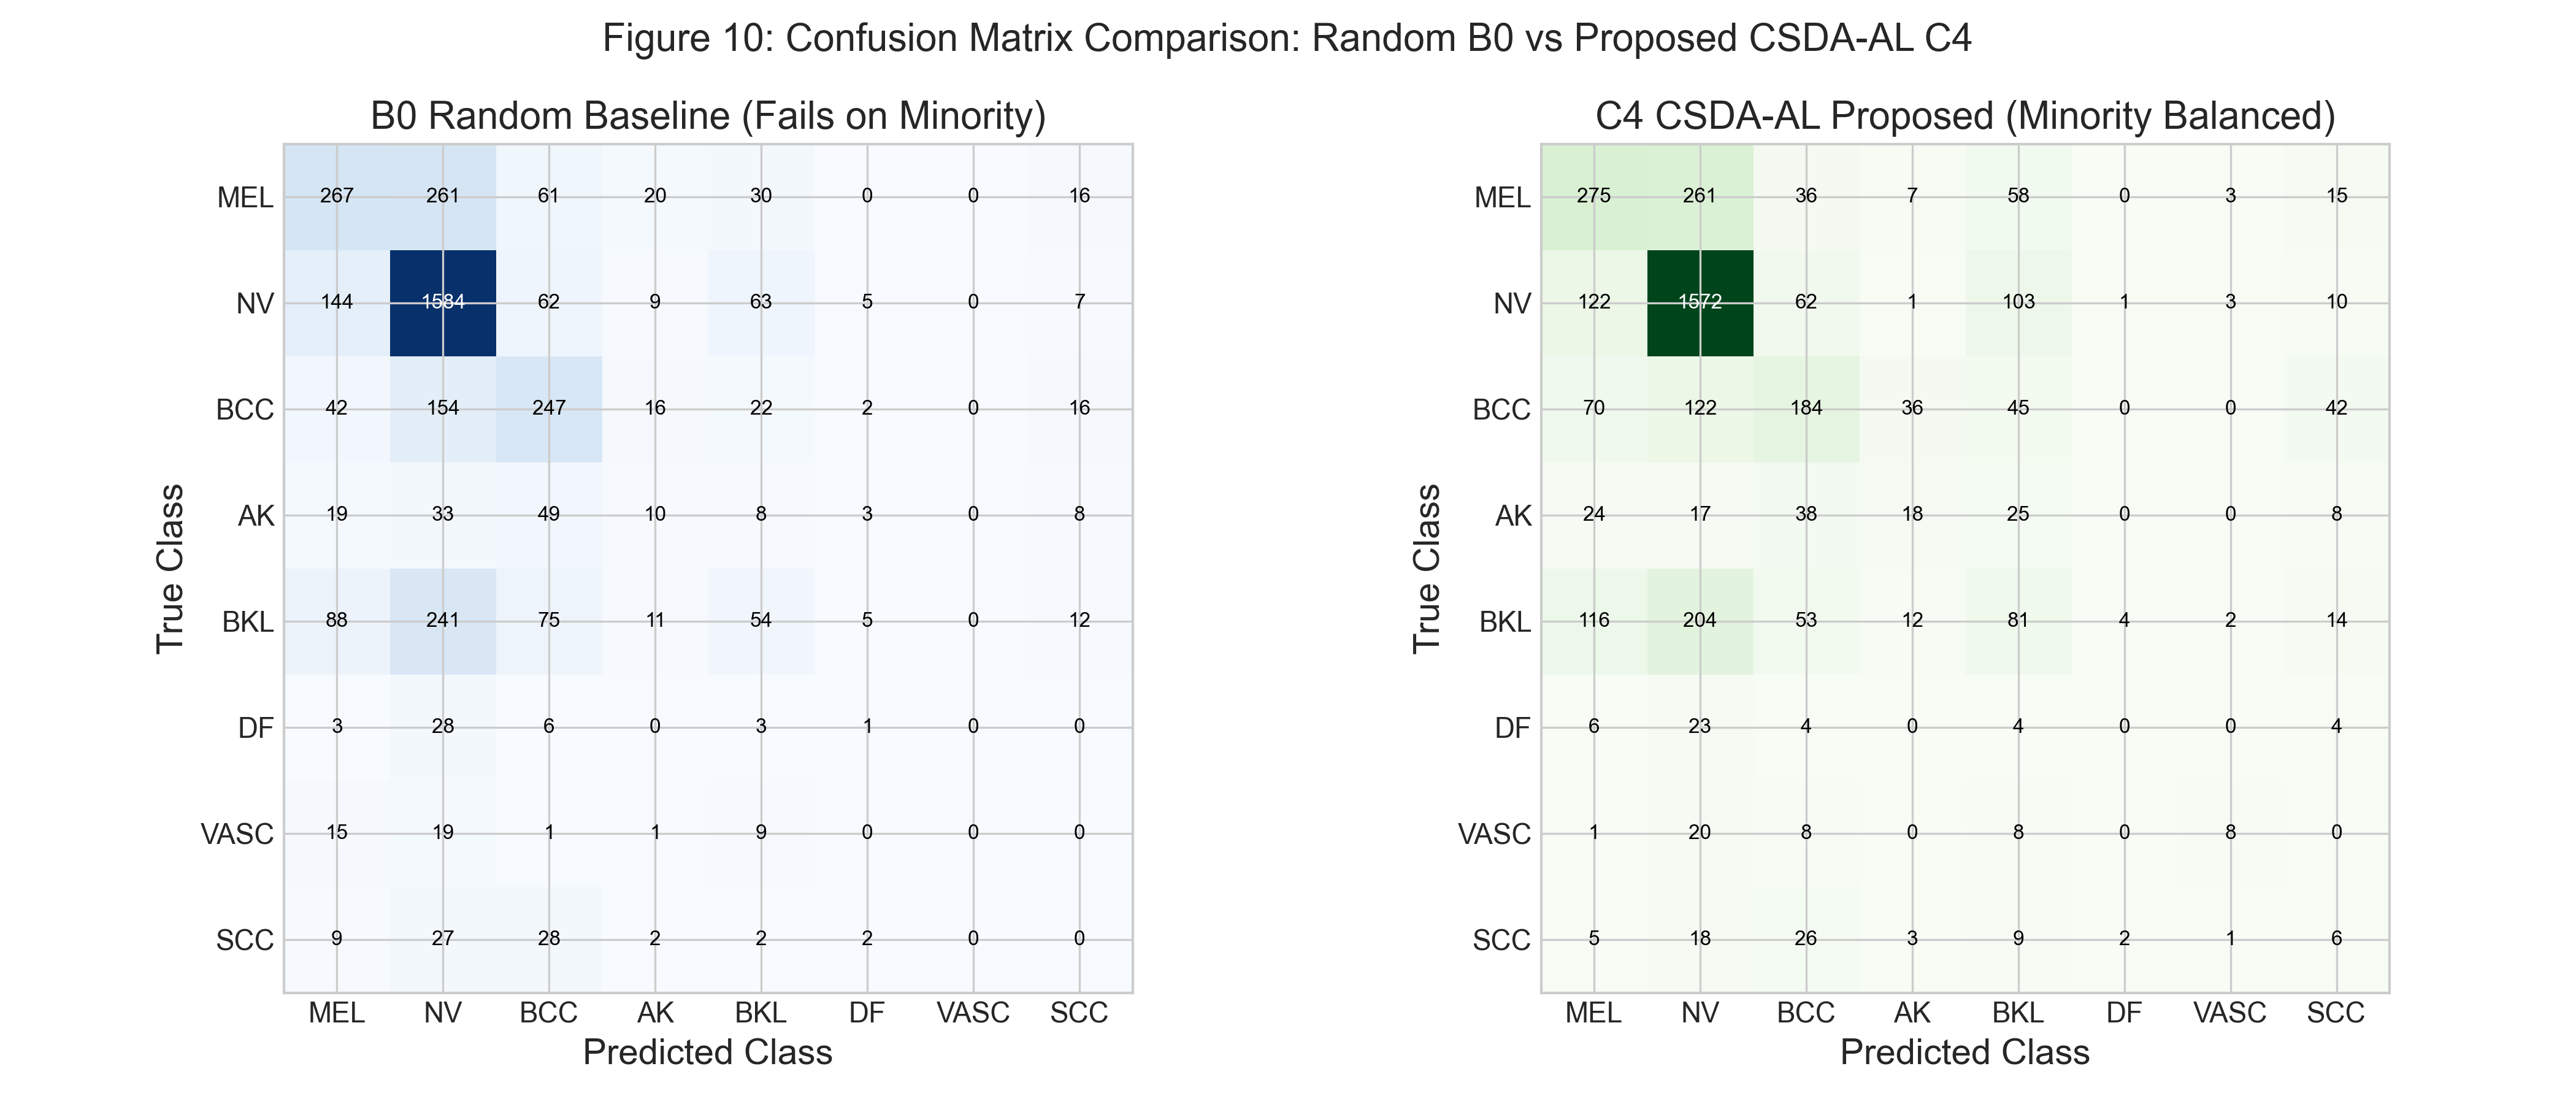 Figure 10: Confusion Matrix Comparison: Random B0 vs Proposed CSDA-AL C4
B0 Random Baseline (Fails on Minority)
True Class
MEL 267 261 61 20 30 0 0 16
NV 144 1584 62 9 63 5 0 7
BCC 42 154 247 16 22 2 0 16
AK 19 33 49 10 8 3 0 8
BKL 88 241 75 11 54 5 0 12
DF 3 28 6 0 3 1 0 0
VASC 15 19 1 1 9 0 0 0
SCC 9 27 28 2 2 2 0 0
MEL NV BCC AK BKL DF VASC SCC
Predicted Class
C4 CSDA-AL Proposed (Minority Balanced)
True Class
MEL 275 261 36 7 58 0 3 15
NV 122 1572 62 1 103 1 3 10
BCC 70 122 184 36 45 0 0 42
AK 24 17 38 18 25 0 0 8
BKL 116 204 53 12 81 4 2 14
DF 6 23 4 0 4 0 0 4
VASC 1 20 8 0 8 0 8 0
SCC 5 18 26 3 9 2 1 6
MEL NV BCC AK BKL DF VASC SCC
Predicted Class